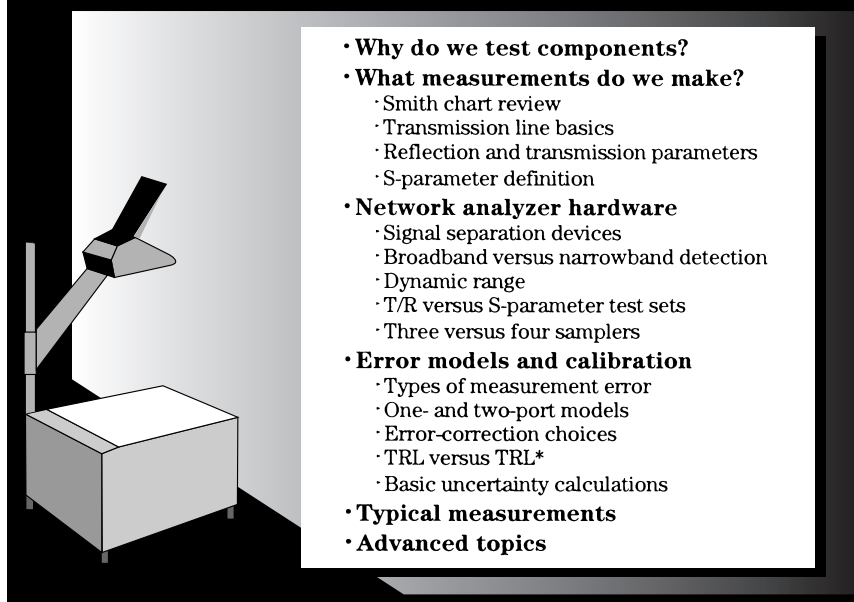 · Why do we test components?
· What measurements do we make?
· Smith chart review
· Transmission line basics
· Reflection and transmission parameters
· S-parameter definition
· Network analyzer hardware
· Signal separation devices
· Broadband versus narrowband detection
· Dynamic range
· T/R versus S-parameter test sets
· Three versus four samplers
· Error models and calibration
· Types of measurement error
· One- and two-port models
· Error-correction choices
· TRL versus TRL*
· Basic uncertainty calculations
· Typical measurements
· Advanced topics